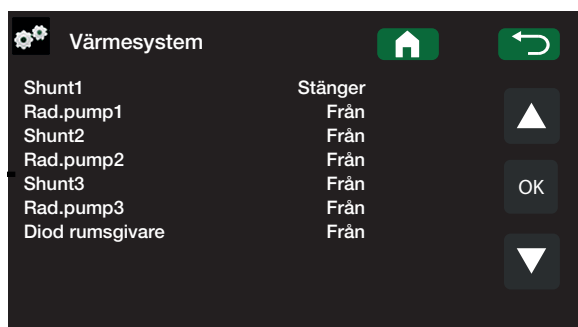 Värmesystem
Shunt1 Stänger
Rad.pump1 Från
Shunt2 Från
Rad.pump2 Från
Shunt3 Från
Rad.pump3 Från
Diod rumsgivare Från
OK